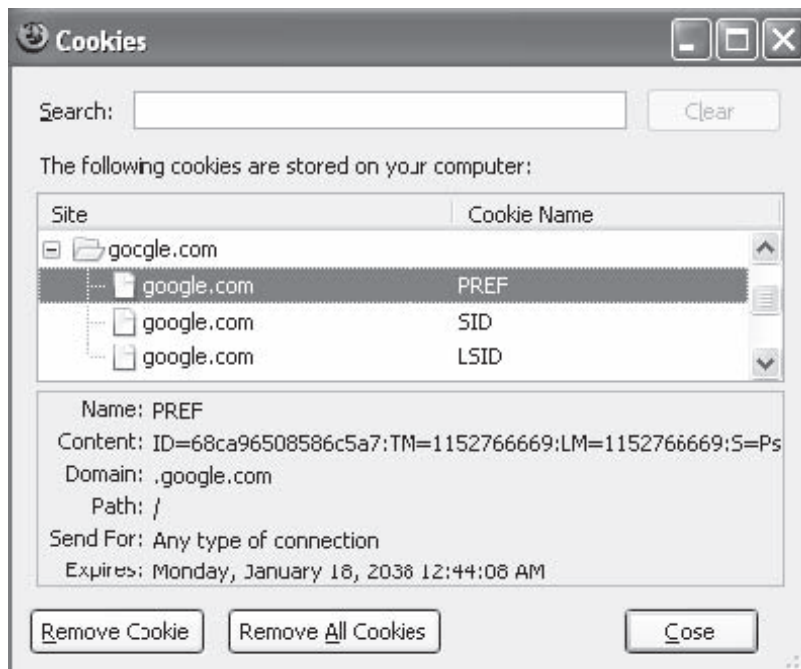 Cookies
Search:
Clear
The following cookies are stored on your computer:
Site Cookie Name
gocgle.com
google.com PREF
google.com SID
google.com LSID
Name: PREF
Content: ID=68ca96508586c5a7:TM=1152766669:LM=1152766669:S=Ps
Domain: .google.com
Path: /
Send For: Any type of connection
Expires: Monday, January 18, 2038 12:44:08 AM
Remove Cookie Remove All Cookies Cose